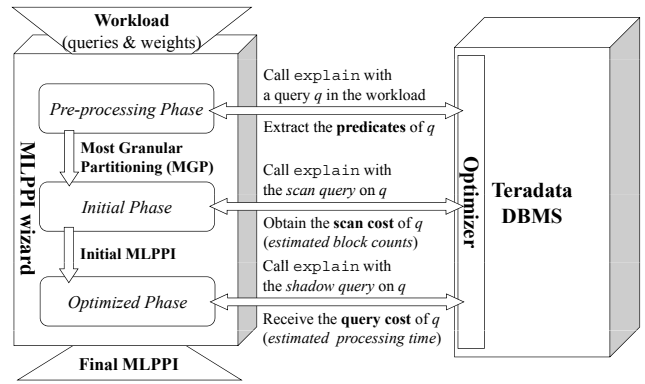 Workload
(queries & weights)
MLPPI wizard
Pre-processing Phase
Most Granular
Partitioning (MGP)
Initial Phase
Initial MLPPI
Optimized Phase
Final MLPPI
Call explain with
a query q in the workload
Extract the predicates of q
Call explain with
the scan query on q
Obtain the scan cost of q
(estimated block counts)
Call explain with
the shadow query on q
Receive the query cost of q
(estimated processing time)
Optimizer
Teradata
DBMS